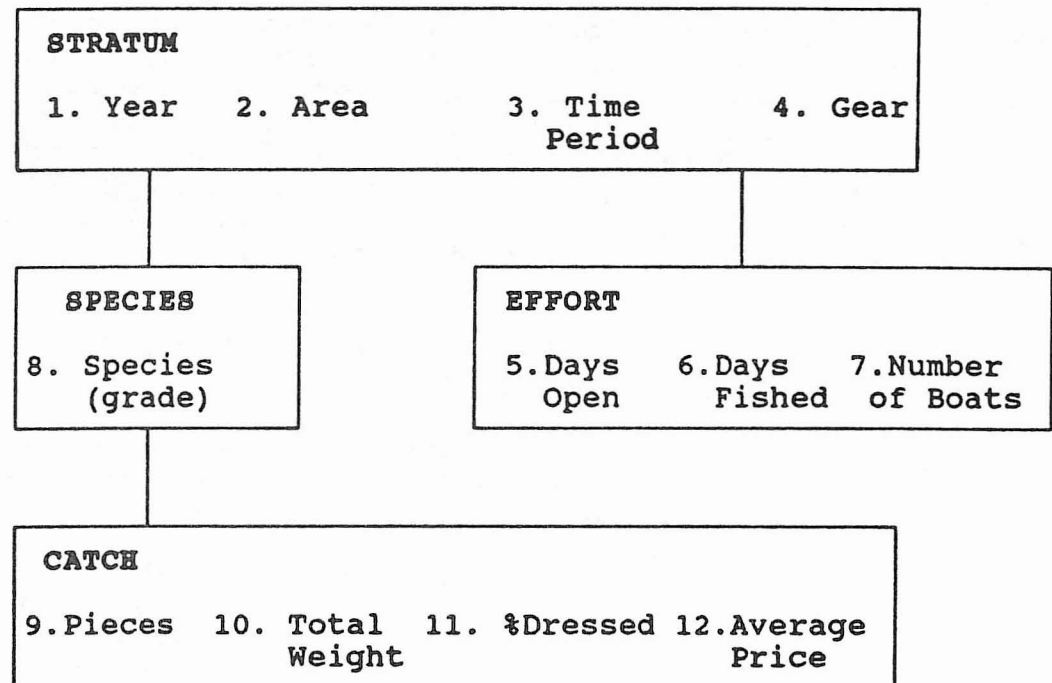 STRATUM
1. Year 2. Area 3. Time Period 4. Gear
SPECIES
8. Species
(grade)
EFFORT
5.Days Open 6.Days Fished 7.Number of Boats
CATCH
9.Pieces 10. Total Weight 11. %Dressed 12.Average Price